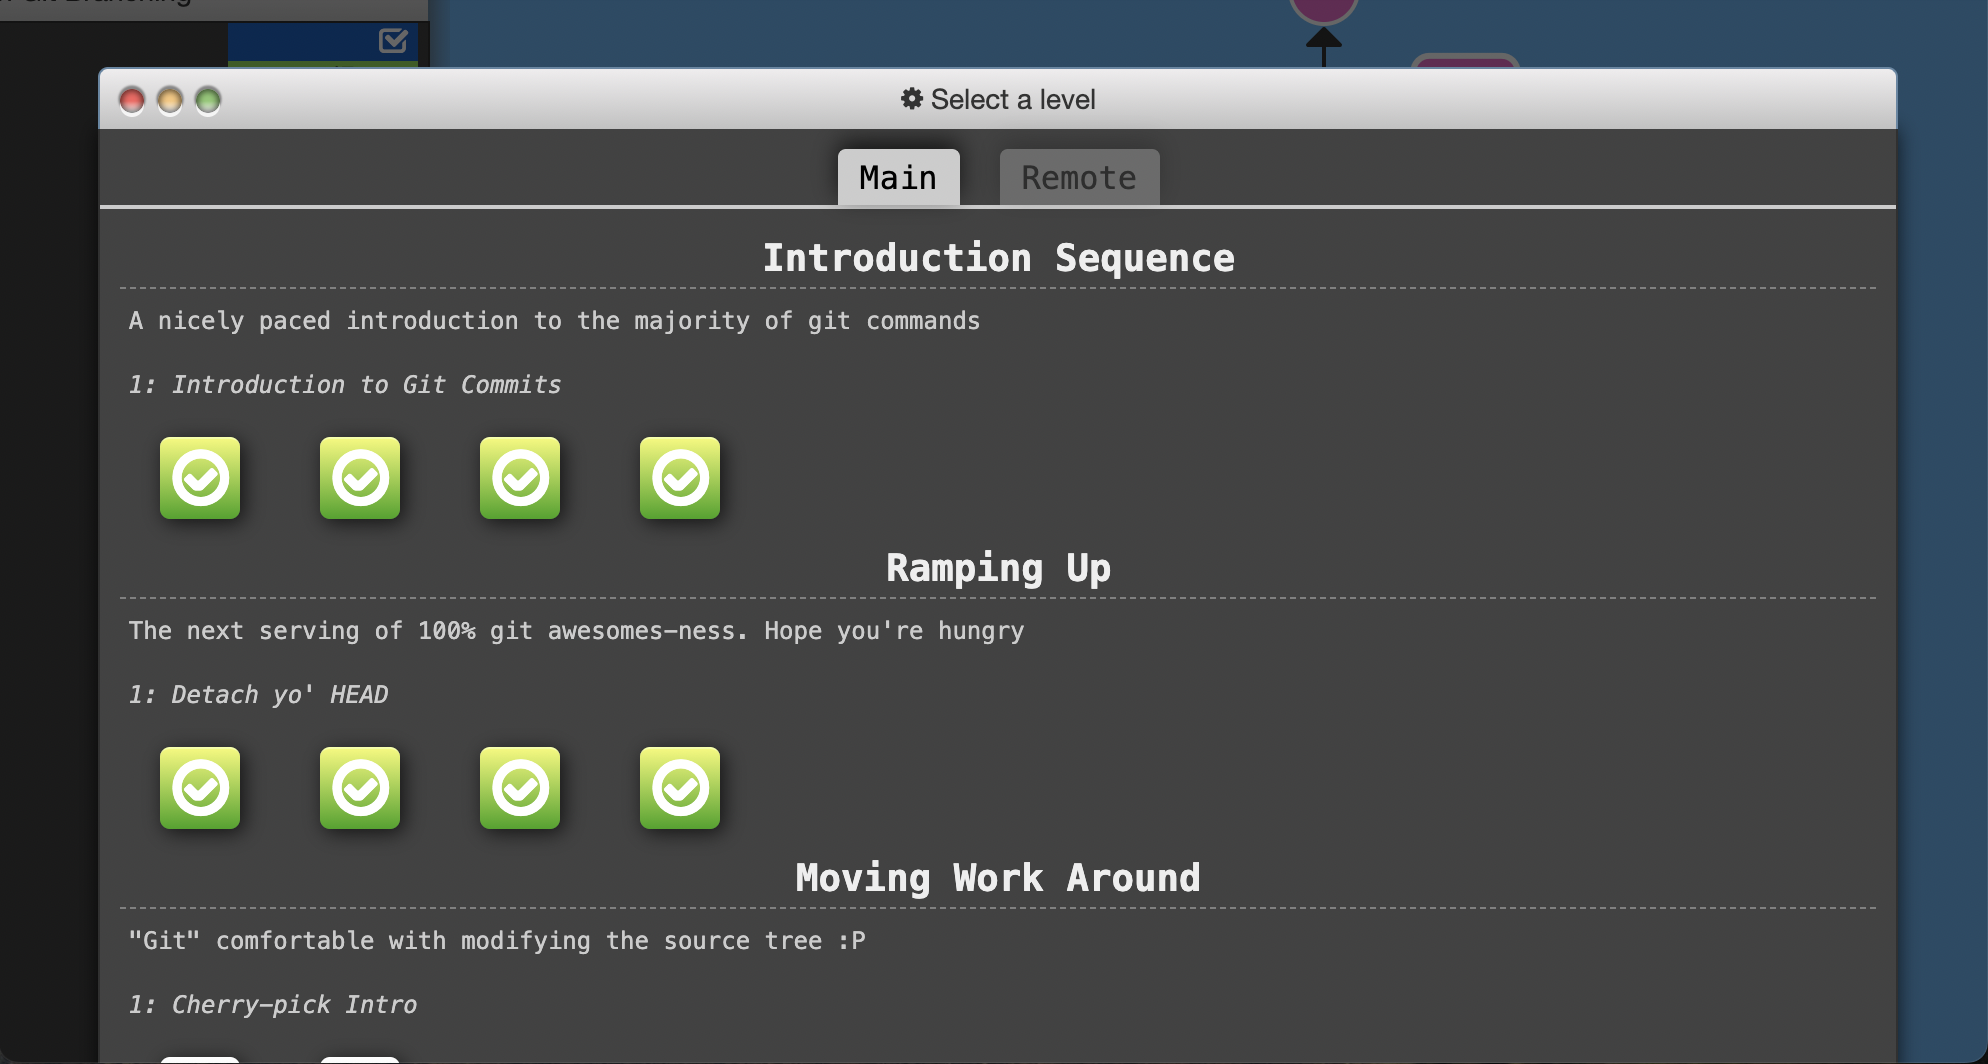 Git Branching
Select a level
Main Remote
Introduction Sequence
A nicely paced introduction to the majority of git commands
1: Introduction to Git Commits
Ramping Up
The next serving of 100% git awesomes-ness. Hope you're hungry
1: Detach yo' HEAD
Moving Work Around
"Git" comfortable with modifying the source tree :P
1: Cherry-pick Intro